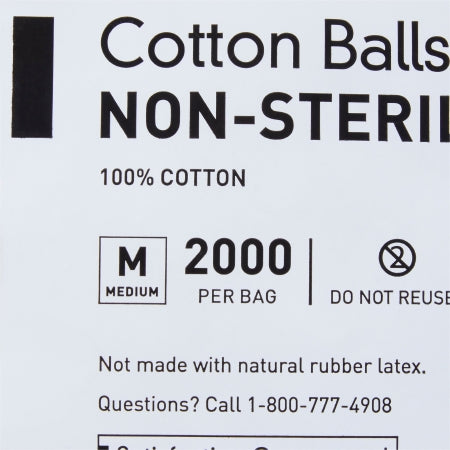 Cotton Balls
NON-STERIL
100% COTTON
M
MEDIUM
2000
PER BAG
2
DO NOT REUSE
Not made with natural rubber latex.
Questions? Call 1-800-777-4908